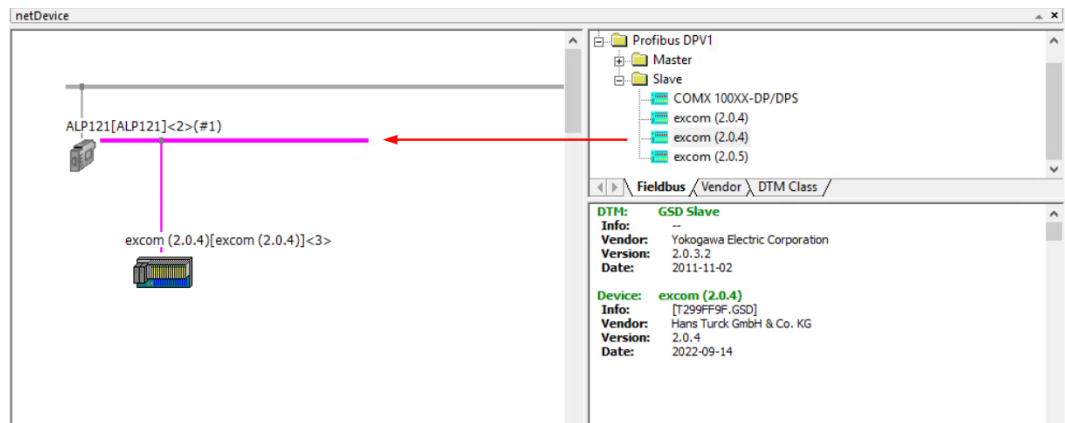 netDevice
ALP121[ALP121]<2>(#1)
excom (2.0.4)[excom (2.0.4)]<3>
Profibus DPV1
Master
Slave
COMX 100XX-DP/DPS
excom (2.0.4)
excom (2.0.4)
excom (2.0.5)
Fieldbus Vendor DTM Class
DTM: GSD Slave
Info: --
Vendor: Yokogawa Electric Corporation
Version: 2.0.3.2
Date: 2011-11-02
Device: excom (2.0.4)
Info: [T299FF9F.GSD]
Vendor: Hans Turck GmbH & Co. KG
Version: 2.0.4
Date: 2022-09-14